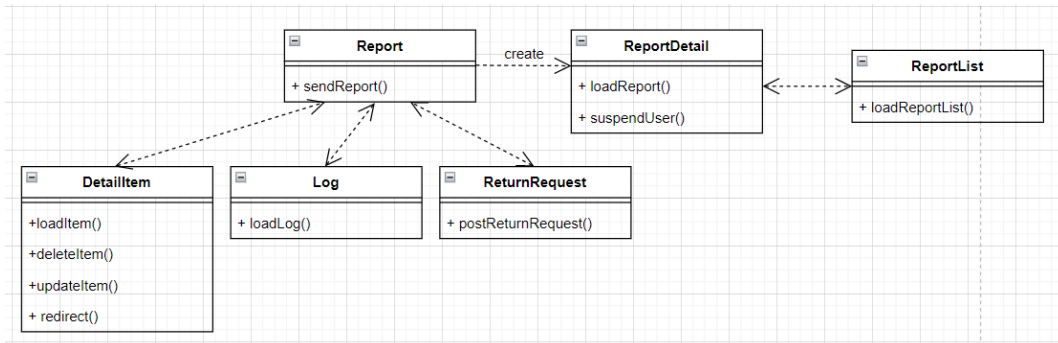 Report
+ sendReport()
create
ReportDetail
+ loadReport()
+ suspendUser()
ReportList
+ loadReportList()
DetailItem
+loadItem()
+deleteItem()
+updateItem()
+ redirect()
Log
+ loadLog()
ReturnRequest
+ postReturnRequest()